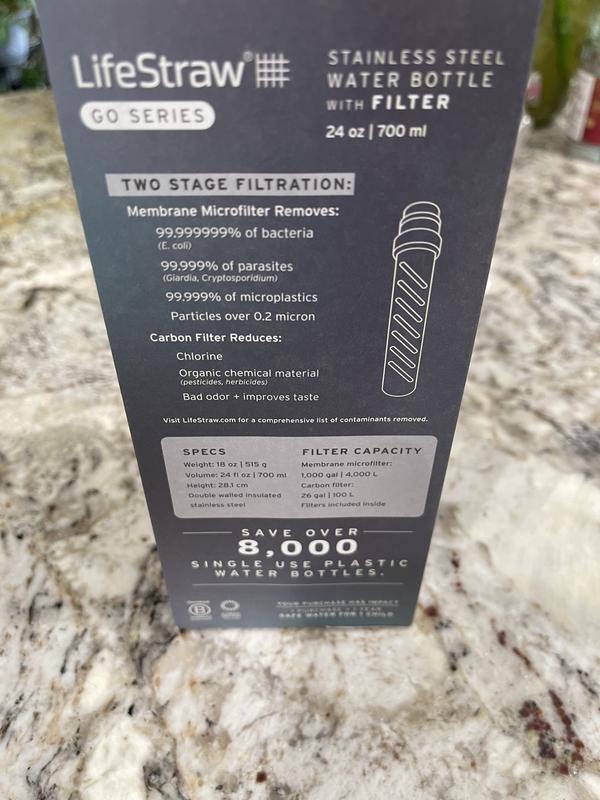 LifeStraw®
GO SERIES
STAINLESS STEEL
WATER BOTTLE
WITH FILTER
24 oz | 700 ml
TWO STAGE FILTRATION:
Membrane Microfilter Removes:
99.999999% of bacteria
(E. coli)
99.999% of parasites
(Giardia, Cryptosporidium)
99.999% of microplastics
Particles over 0.2 micron
Carbon Filter Reduces:
Chlorine
Organic chemical material
(pesticides, herbicides)
Bad odor + improves taste
Visit LifeStraw.com for a comprehensive list of contaminants removed.
SPECS
Weight: 18 oz | 515 g
Volume: 24 fl oz | 700 ml
Height: 28.1 cm
Double walled insulated
stainless steel
FILTER CAPACITY
Membrane microfilter:
1,000 gal | 4,000 L
Carbon filter:
26 gal | 100 L
Filters included inside
SAVE OVER
8,000
SINGLE USE PLASTIC
WATER BOTTLES.
B
YOUR PURCHASE HAS IMPACT
1 PURCHASE = 1 YEAR
SAFE WATER FOR 1 CHILD